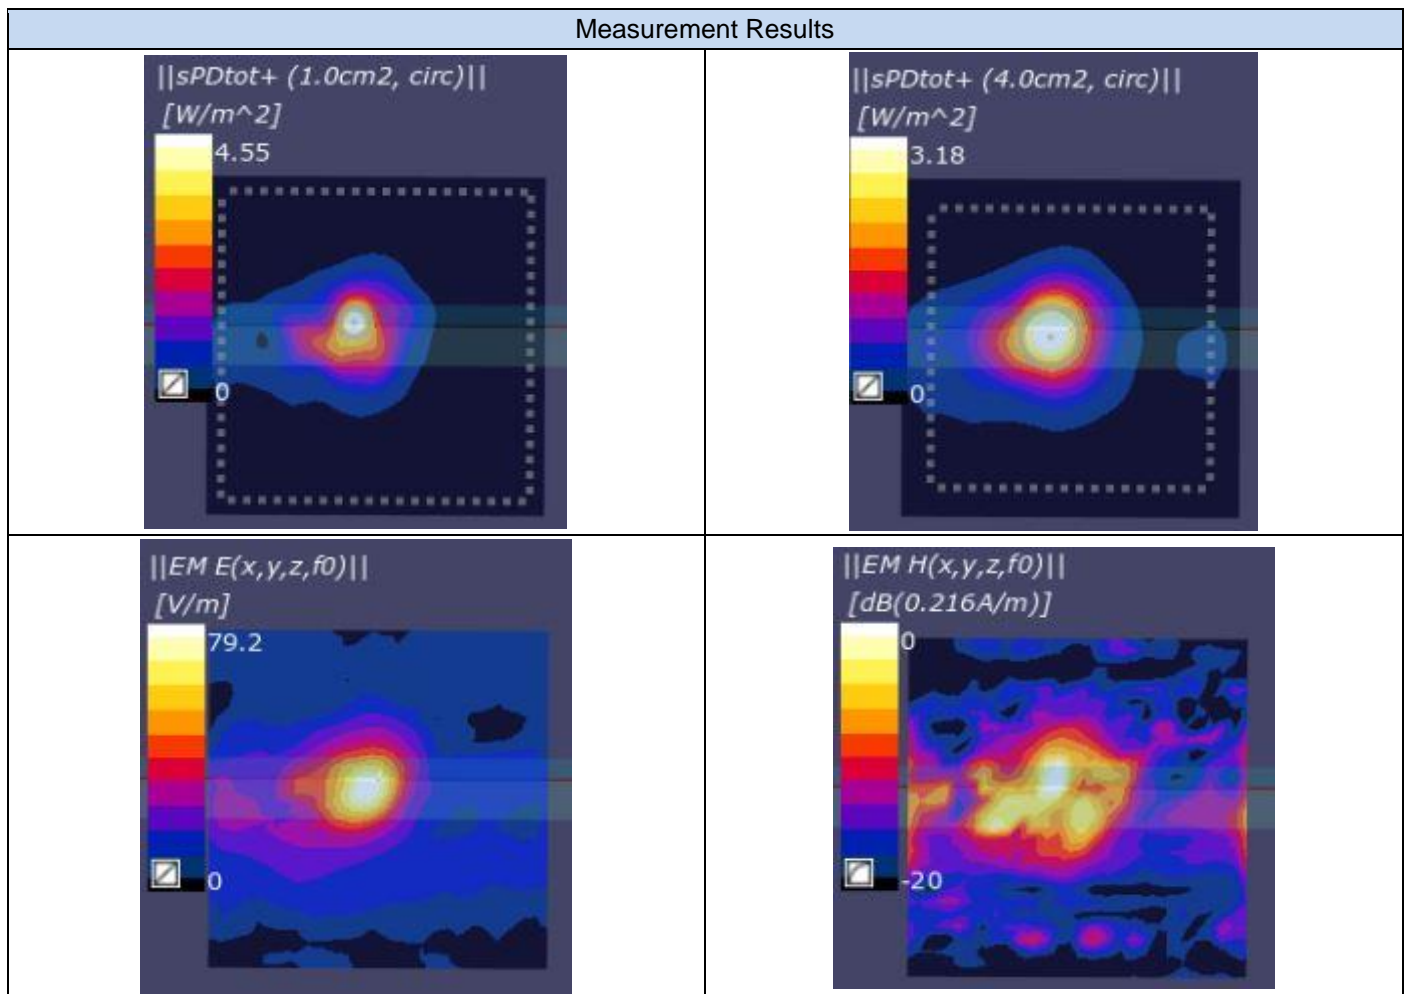 Measurement Results
||sPDtot+ (1.0cm2, circ)||
[W/m^2]
4.55
0
||sPDtot+ (4.0cm2, circ)||
[W/m^2]
3.18
0
||EM E(x,y,z,f0)||
[V/m]
79.2
0
||EM H(x,y,z,f0)||
[dB(0.216A/m)]
0
-20